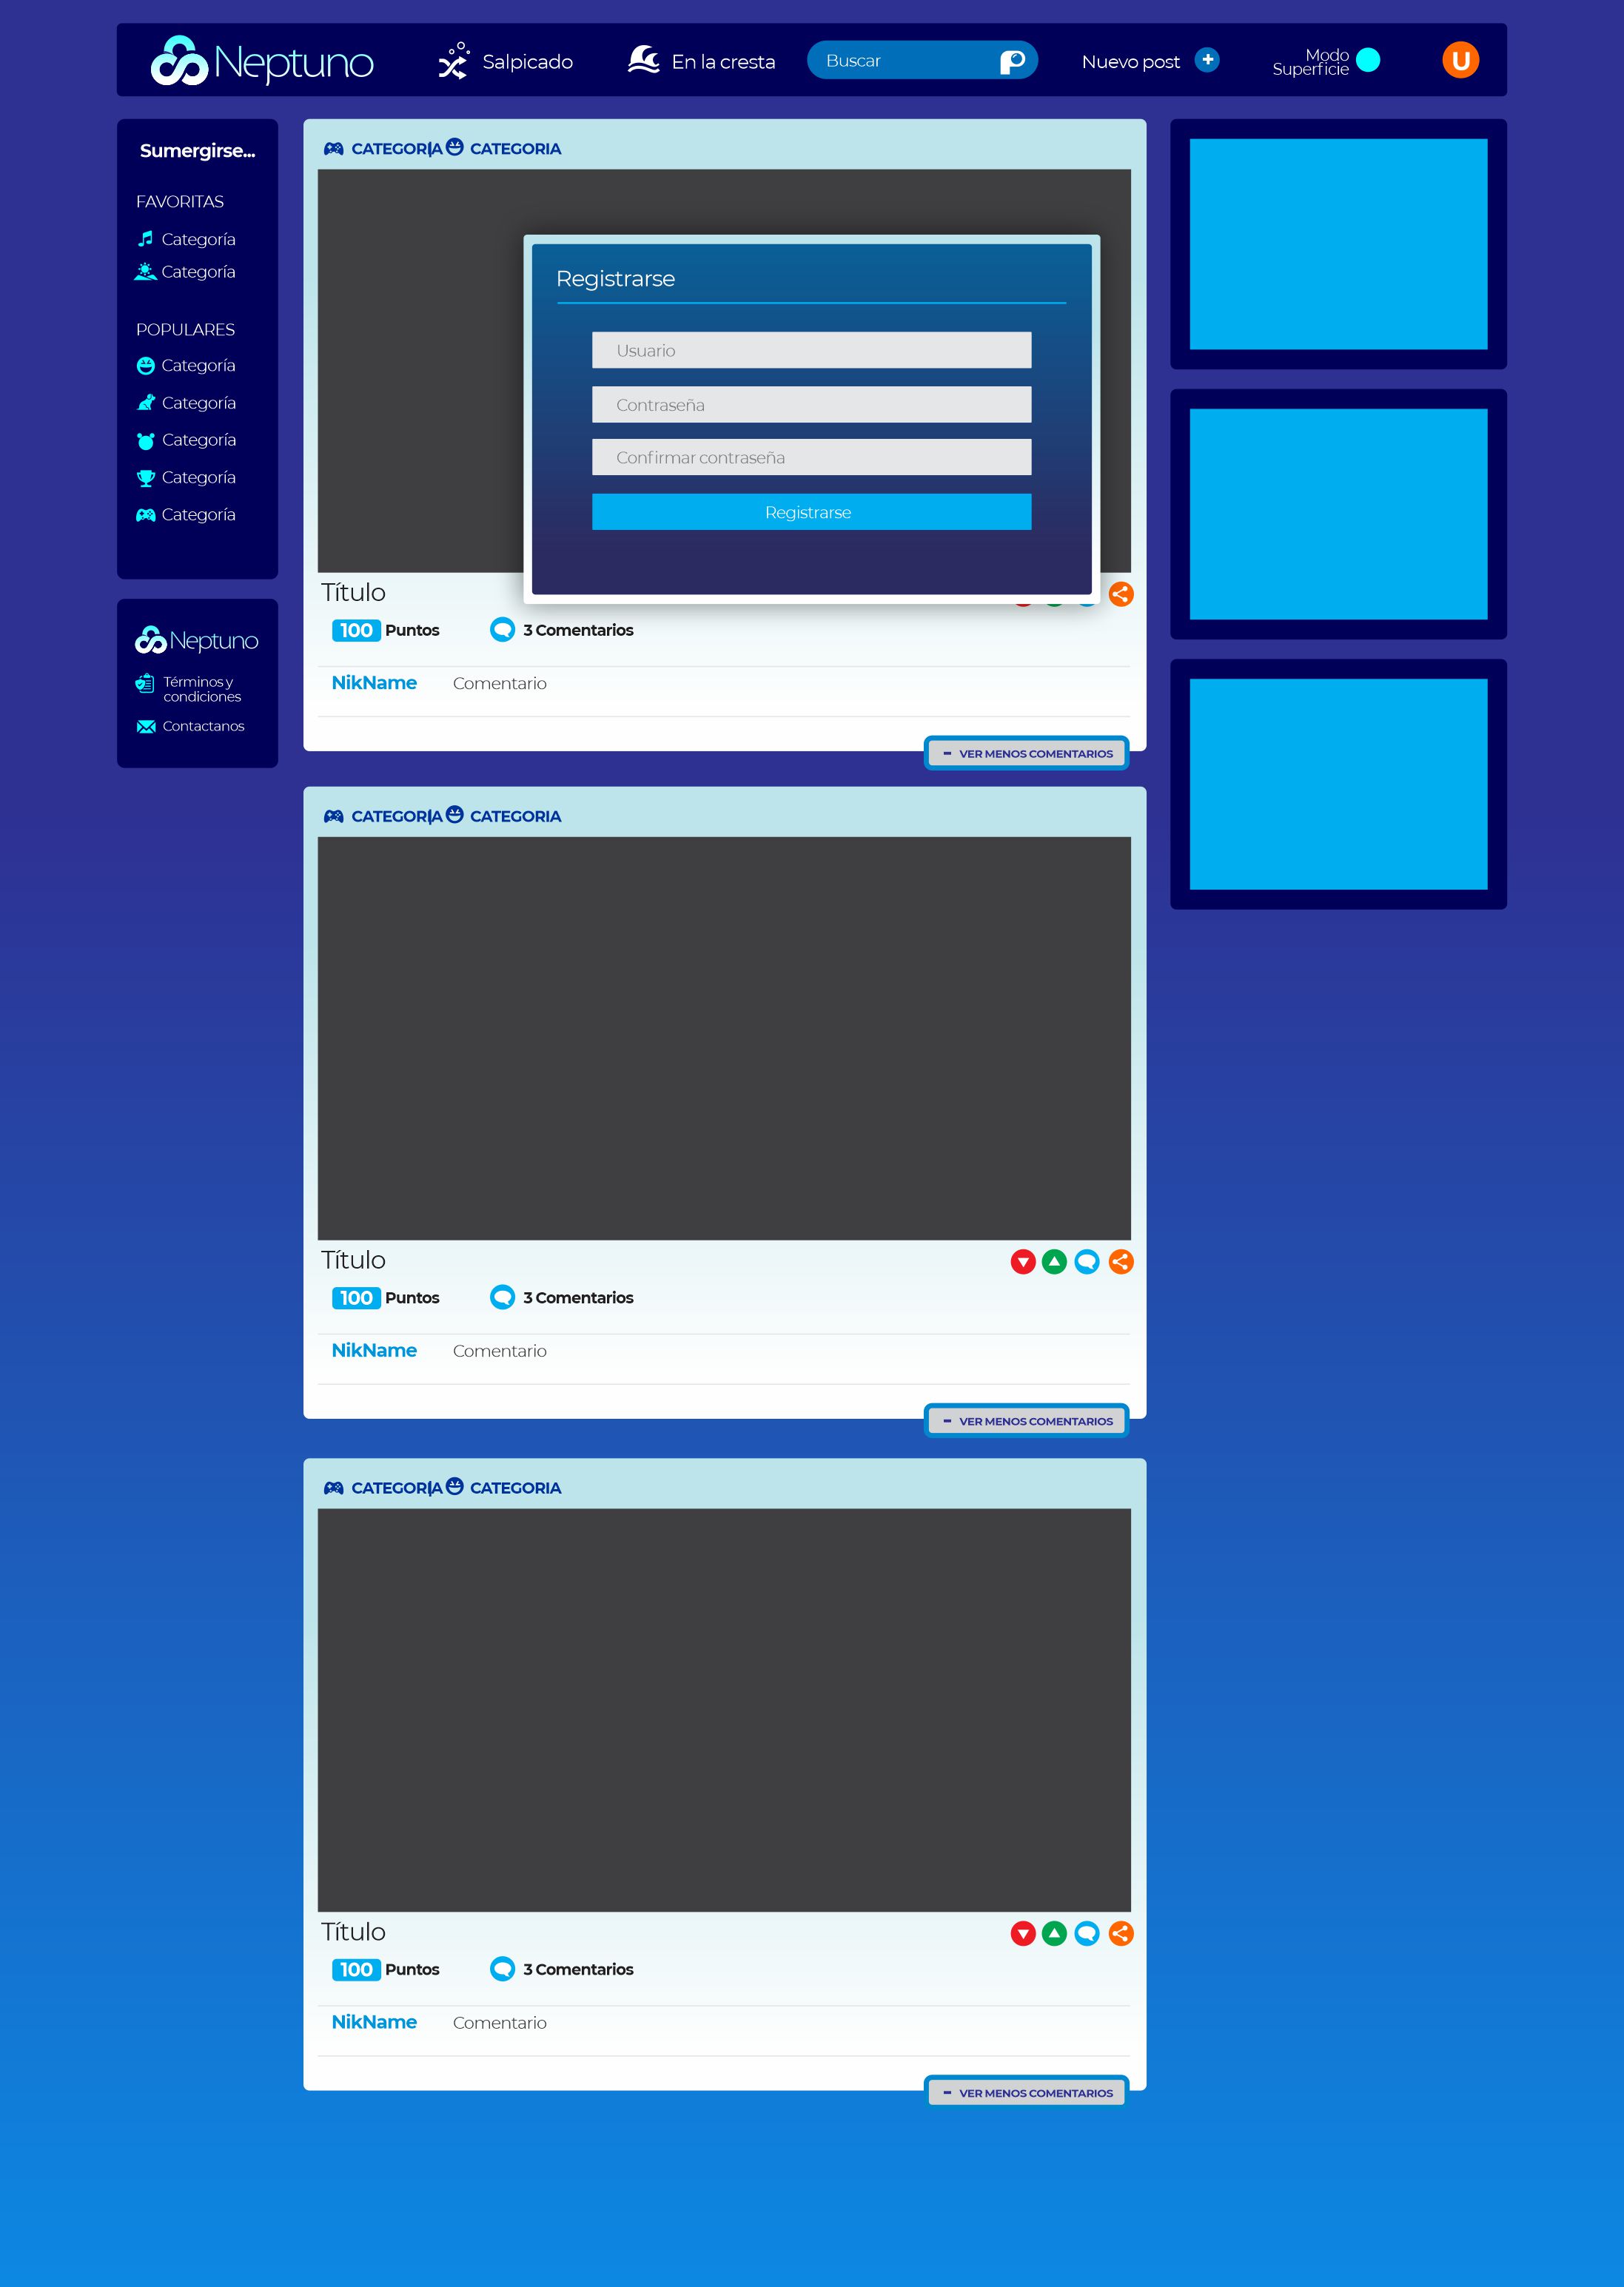 Neptuno
Salpicado
En la cresta
Buscar
Nuevo post
Modo
Superficie
U
Sumergirse...
FAVORITAS
Categoría
Categoría
POPULARES
Categoría
Categoría
Categoría
Categoría
Categoría
Neptuno
Términos y
condiciones
Contactanos
CATEGORÍA CATEGORIA
Registrarse
Usuario
Contraseña
Confirmar contraseña
Registrarse
Título
100 Puntos 3 Comentarios
NikName Comentario
- VER MENOS COMENTARIOS
CATEGORÍA CATEGORIA
Título
100 Puntos 3 Comentarios
NikName Comentario
- VER MENOS COMENTARIOS
CATEGORÍA CATEGORIA
Título
100 Puntos 3 Comentarios
NikName Comentario
- VER MENOS COMENTARIOS